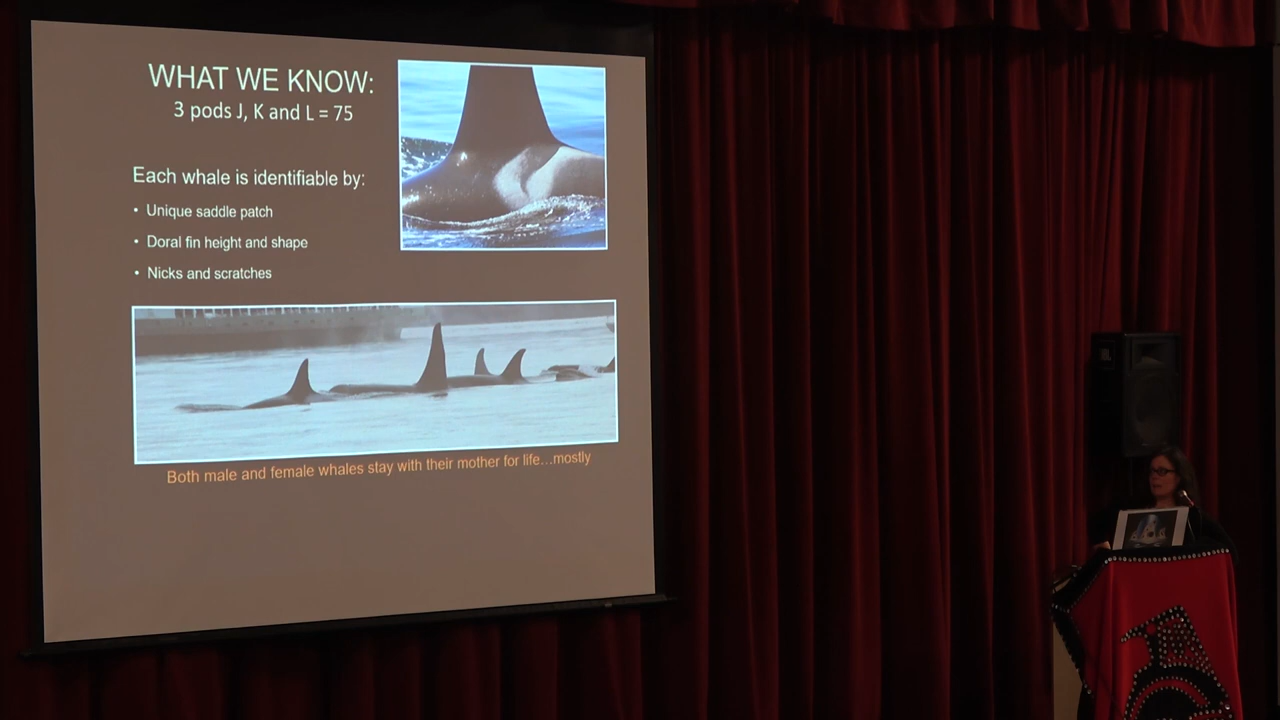 WHAT WE KNOW:
3 pods J, K and L = 75
Each whale is identifiable by:
• Unique saddle patch
• Doral fin height and shape
• Nicks and scratches
Both male and female whales stay with their mother for life...mostly
JBL